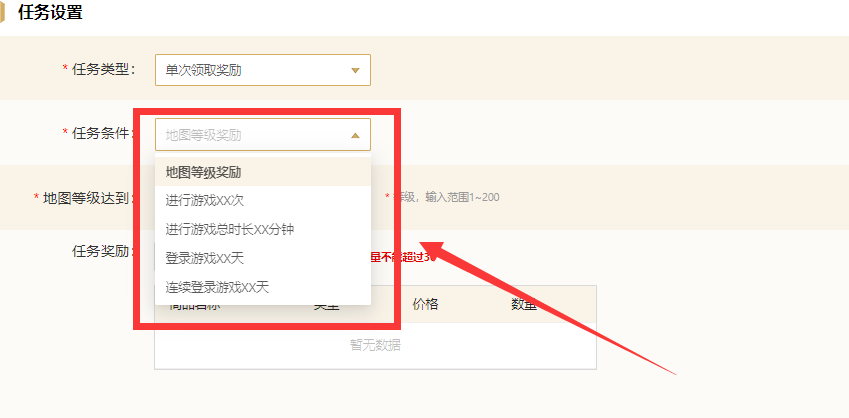 任务设置
* 任务类型：
单次领取奖励
* 任务条件：
地图等级奖励
地图等级奖励
进行游戏XX次
进行游戏总时长XX分钟
登录游戏XX天
连续登录游戏XX天
* 地图等级达到：
* 等级，输入范围1~200
任务奖励：
量不能超过3
商品名称 类型 价格 数量
暂无数据